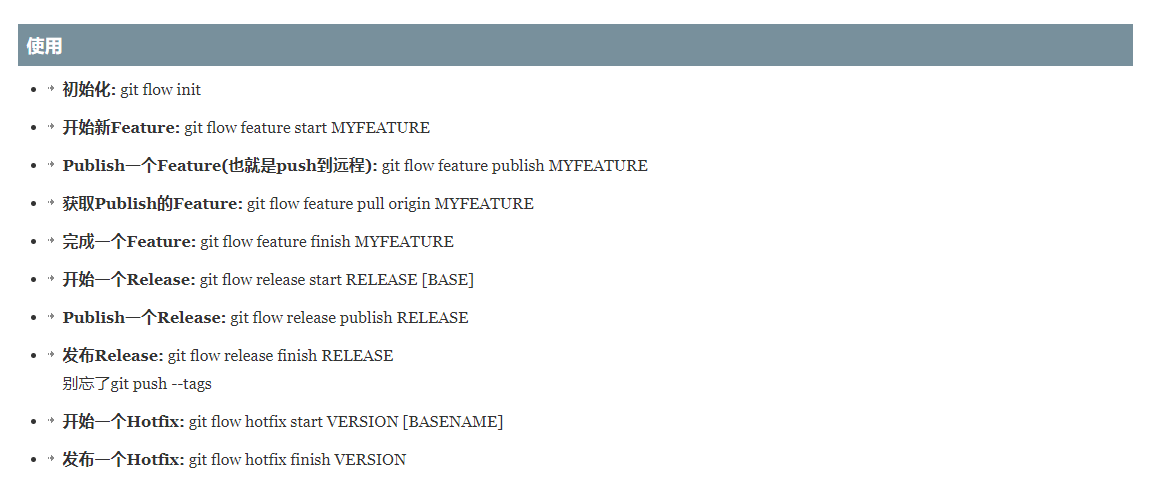 使用
初始化: git flow init
开始新Feature: git flow feature start MYFEATURE
Publish一个Feature(也就是push到远程): git flow feature publish MYFEATURE
获取Publish的Feature: git flow feature pull origin MYFEATURE
完成一个Feature: git flow feature finish MYFEATURE
开始一个Release: git flow release start RELEASE [BASE]
Publish一个Release: git flow release publish RELEASE
发布Release: git flow release finish RELEASE
别忘了git push --tags
开始一个Hotfix: git flow hotfix start VERSION [BASENAME]
发布一个Hotfix: git flow hotfix finish VERSION